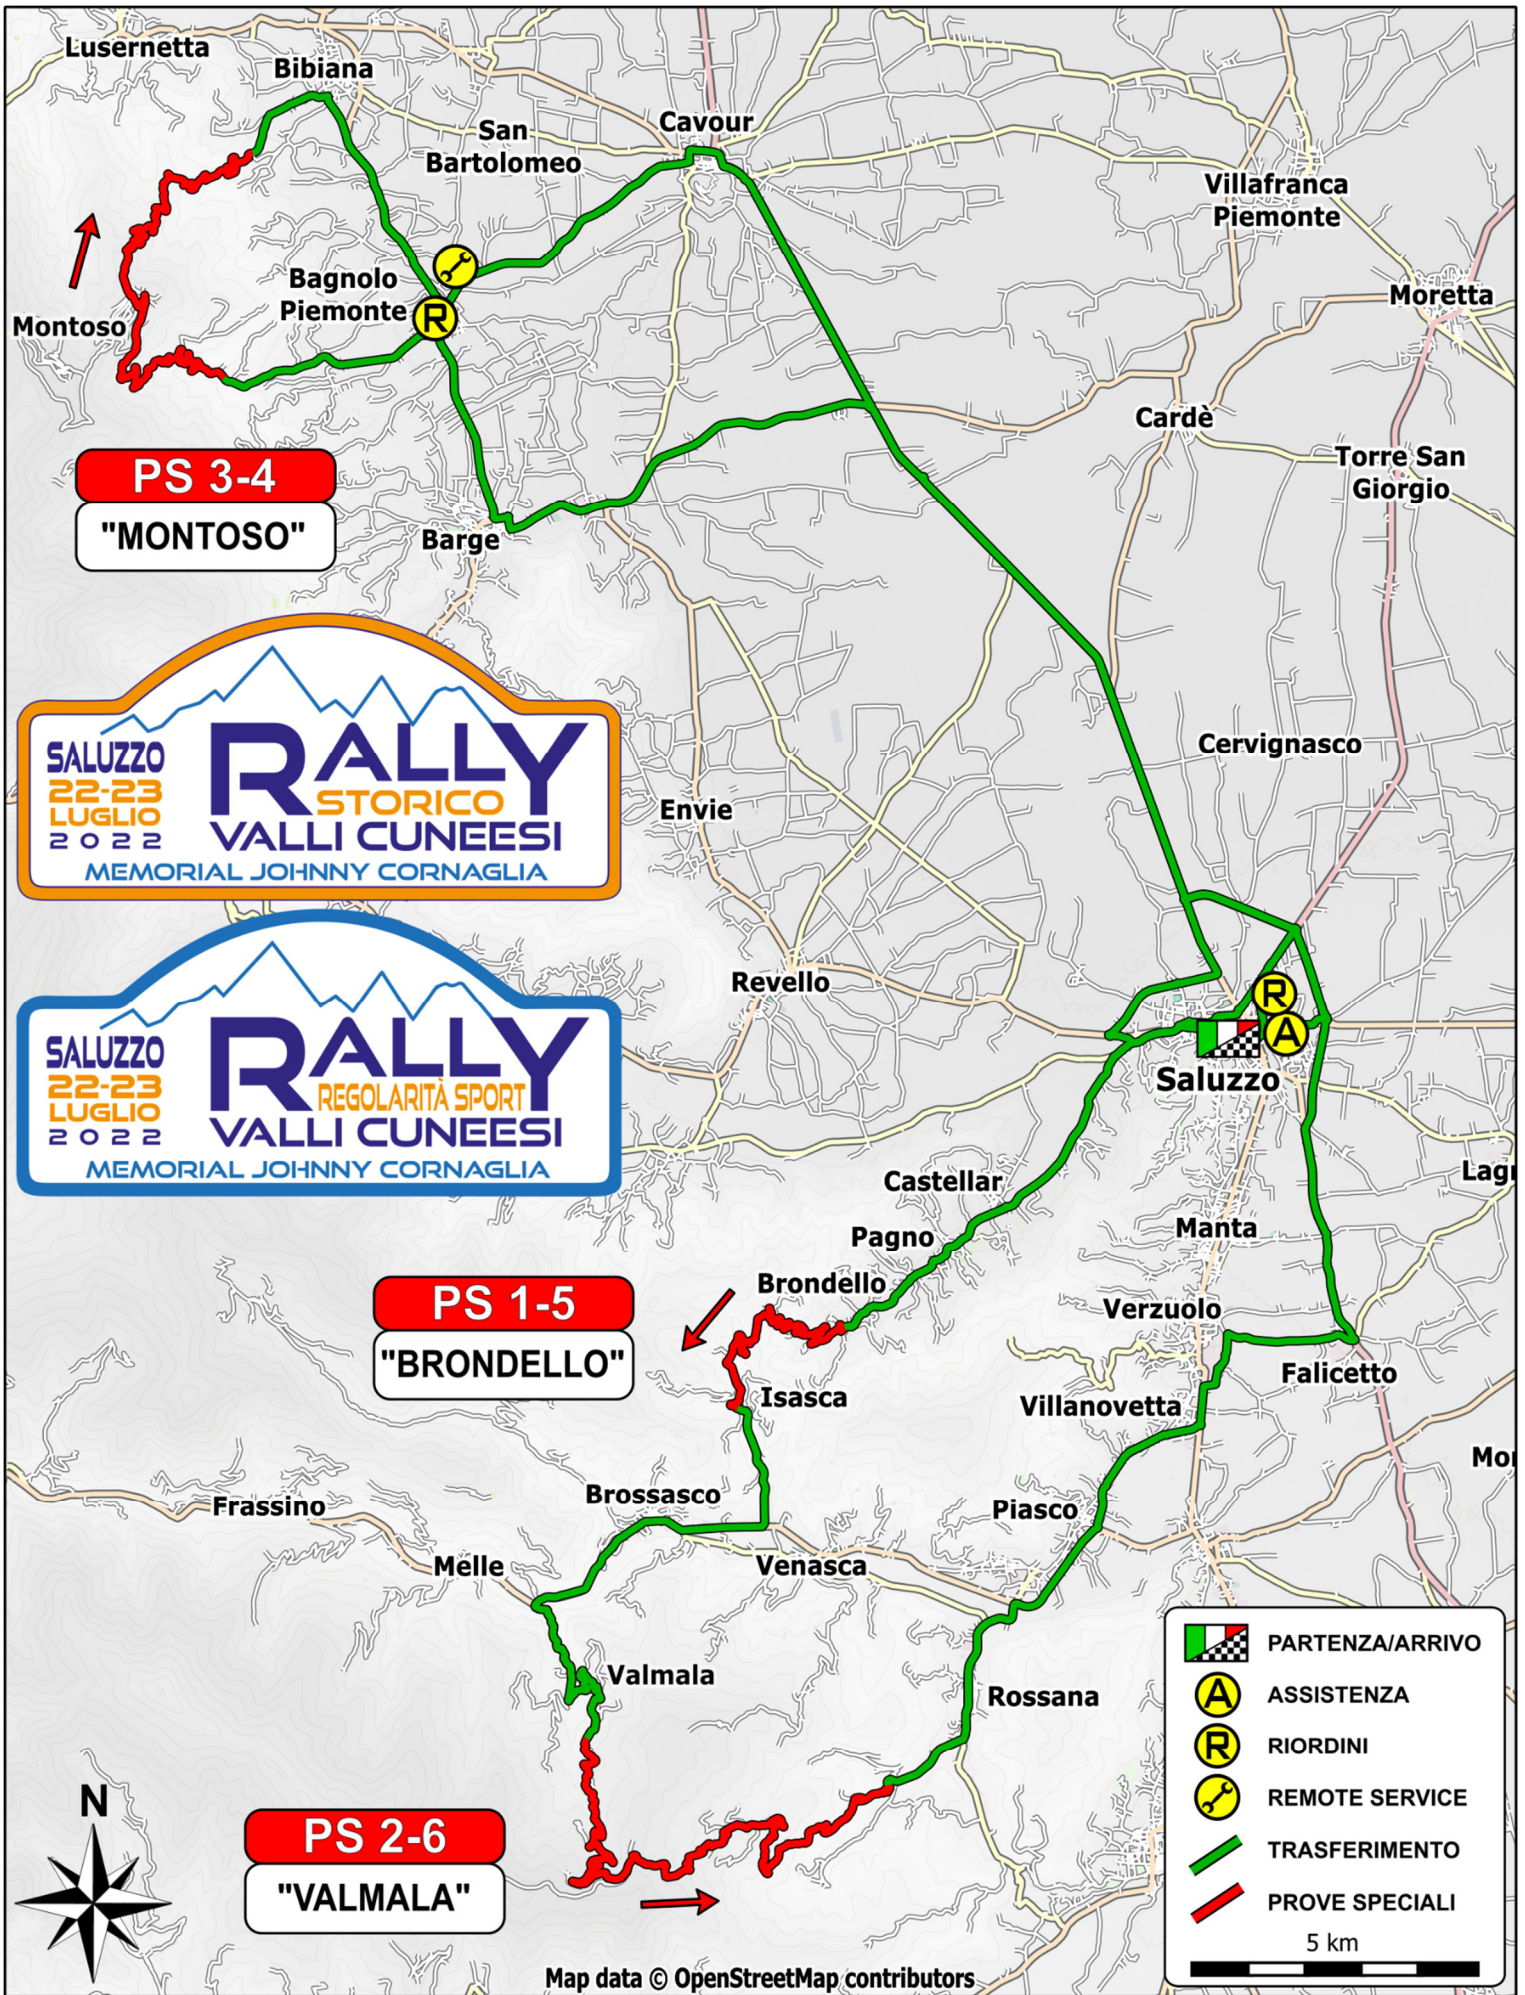 Lusernetta
Bibiana
San
Bartolomeo
Cavour
Villafranca
Piemonte
Bagnolo
Piemonte
R
Montoso
Moretta
Cardè
Torre San
Giorgio
PS 3-4
"MONTOSO"
Barge
SALUZZO
22-23
LUGLIO
2022
RALLY
STORICO
VALLI CUNEESI
MEMORIAL JOHNNY CORNAGLIA
Cervignasco
Envie
SALUZZO
22-23
LUGLIO
2022
RALLY
REGOLARITÀ SPORT
VALLI CUNEESI
MEMORIAL JOHNNY CORNAGLIA
Revello
R
A
Saluzzo
Castellar
Lagn
Pagno
Manta
Brondello
PS 1-5
"BRONDELLO"
Verzuolo
Falicetto
Isasca
Villanovetta
Mor
Brossasco
Frassino
Piasco
Melle
Venasca
Valmala
Rossana
PS 2-6
"VALMALA"
N
PARTENZA/ARRIVO
A ASSISTENZA
R RIORDINI
REMOTE SERVICE
TRASFERIMENTO
PROVE SPECIALI
5 km
Map data © OpenStreetMap contributors